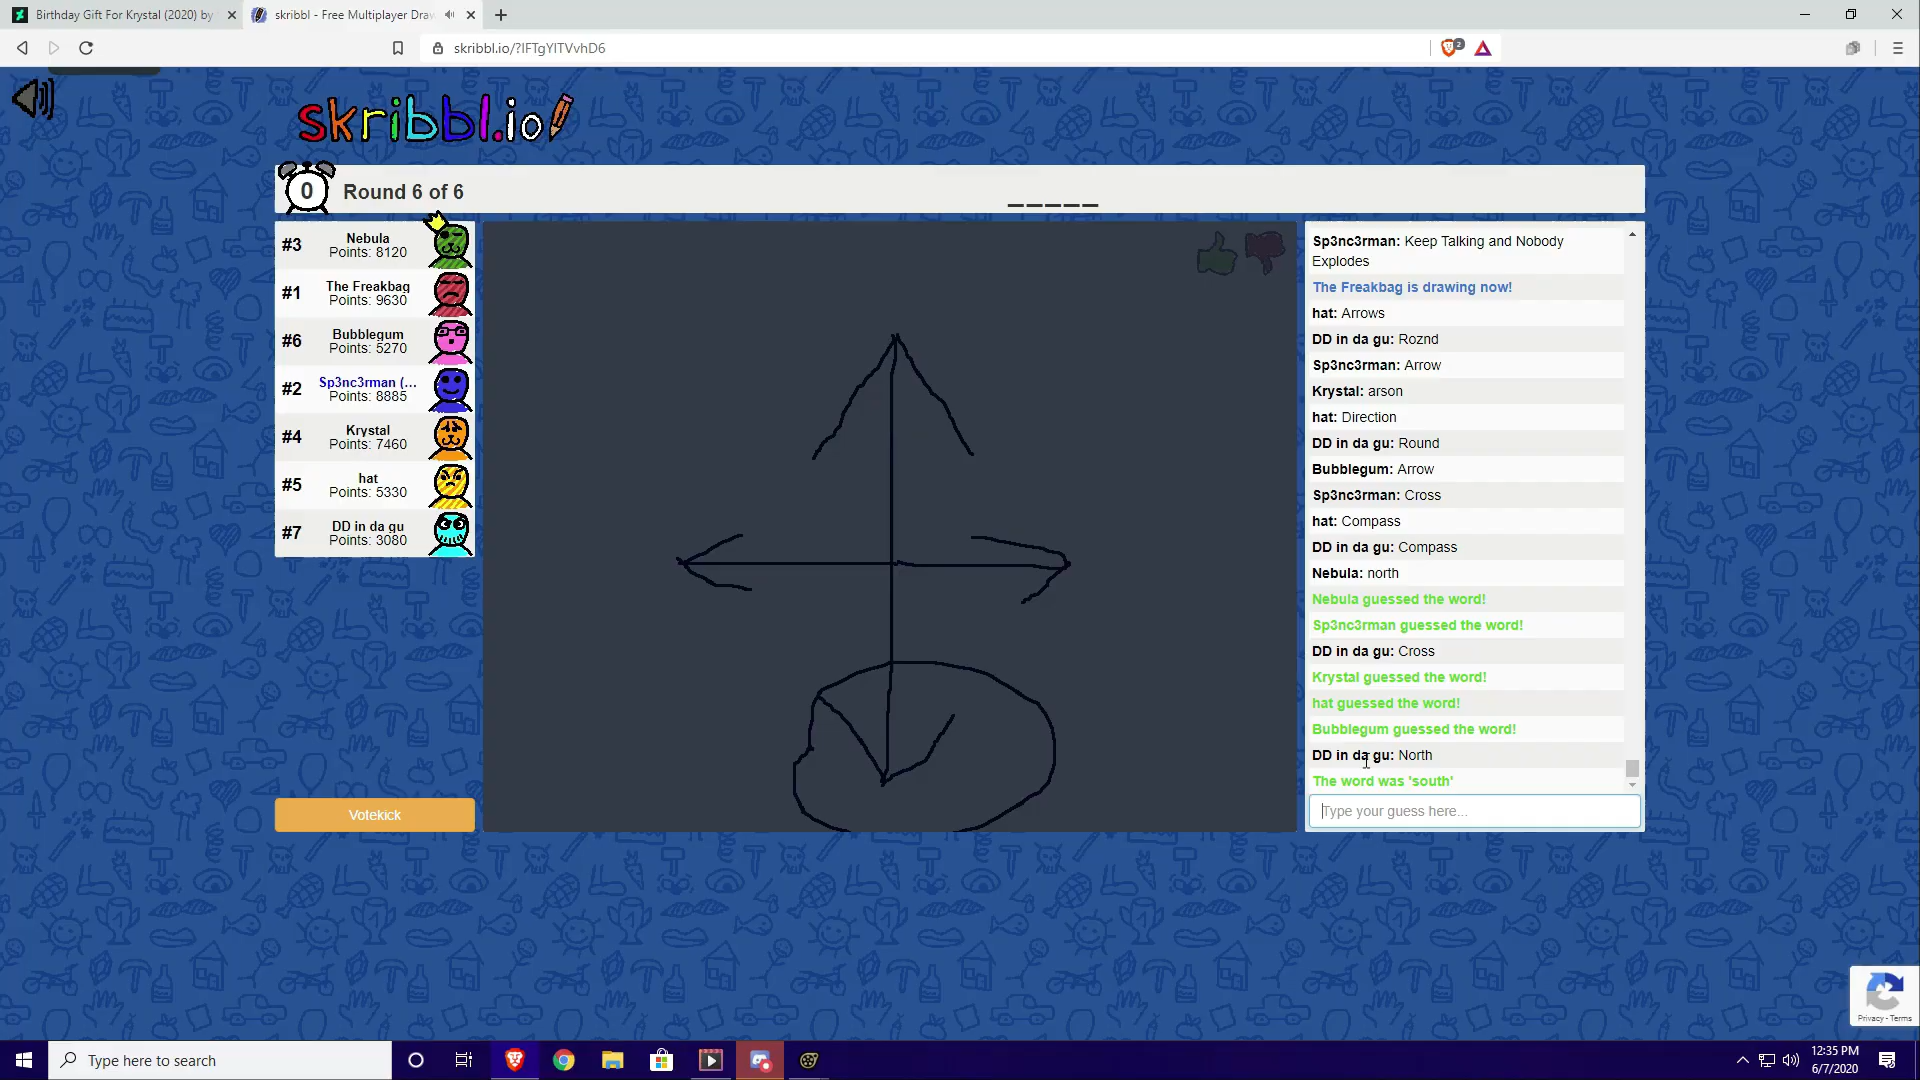 Birthday Gift For Krystal (2020) by
skribbl - Free Multiplayer Draw
skribbl.io/?IFTgYlTVvhD6
2
skribbl.io
0
Round 6 of 6
_____
#3
Nebula
Points: 8120
#1
The Freakbag
Points: 9630
#6
Bubblegum
Points: 5270
#2
Sp3nc3rman (...
Points: 8885
#4
Krystal
Points: 7460
#5
hat
Points: 5330
#7
DD in da gu
Points: 3080
Votekick
Sp3nc3rman: Keep Talking and Nobody
Explodes
The Freakbag is drawing now!
hat: Arrows
DD in da gu: Roznd
Sp3nc3rman: Arrow
Krystal: arson
hat: Direction
DD in da gu: Round
Bubblegum: Arrow
Sp3nc3rman: Cross
hat: Compass
DD in da gu: Compass
Nebula: north
Nebula guessed the word!
Sp3nc3rman guessed the word!
DD in da gu: Cross
Krystal guessed the word!
hat guessed the word!
Bubblegum guessed the word!
DD in da gu: North
The word was 'south'
Type your guess here...
Privacy - Terms
Type here to search
12:35 PM
6/7/2020